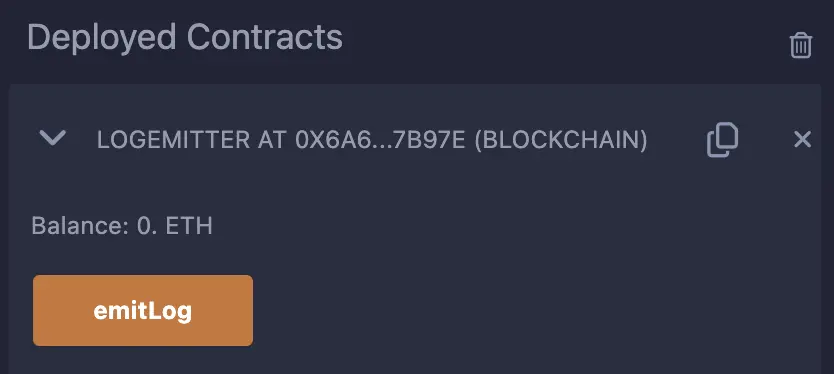 Deployed Contracts
LOGEMITTER AT 0X6A6...7B97E (BLOCKCHAIN)
Balance: 0. ETH
emitLog